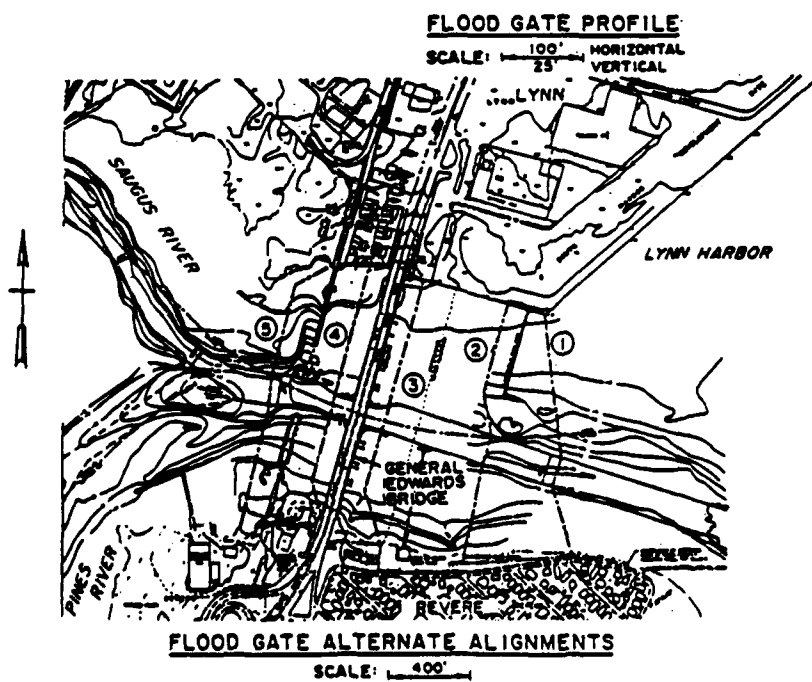 FLOOD GATE PROFILE
SCALE: 100' HORIZONTAL
25' VERTICAL
LYNN
SAUGUS RIVER
LYNN HARBOR
5
4
3
2
1
GENERAL
EDWARDS
BRIDGE
PINES RIVER
REVERE
FLOOD GATE ALTERNATE ALIGNMENTS
SCALE: 400'